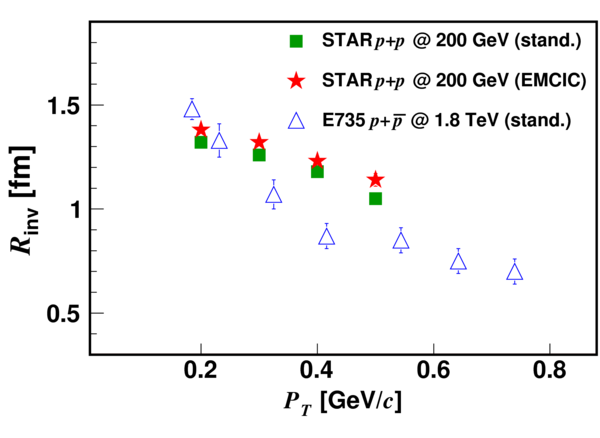 STAR p+p @ 200 GeV (stand.)
STAR p+p @ 200 GeV (EMCIC)
E735 p+p̅ @ 1.8 TeV (stand.)
R_inv [fm]
1.5
1
0.5
0.2 0.4 0.6 0.8
P_T [GeV/c]